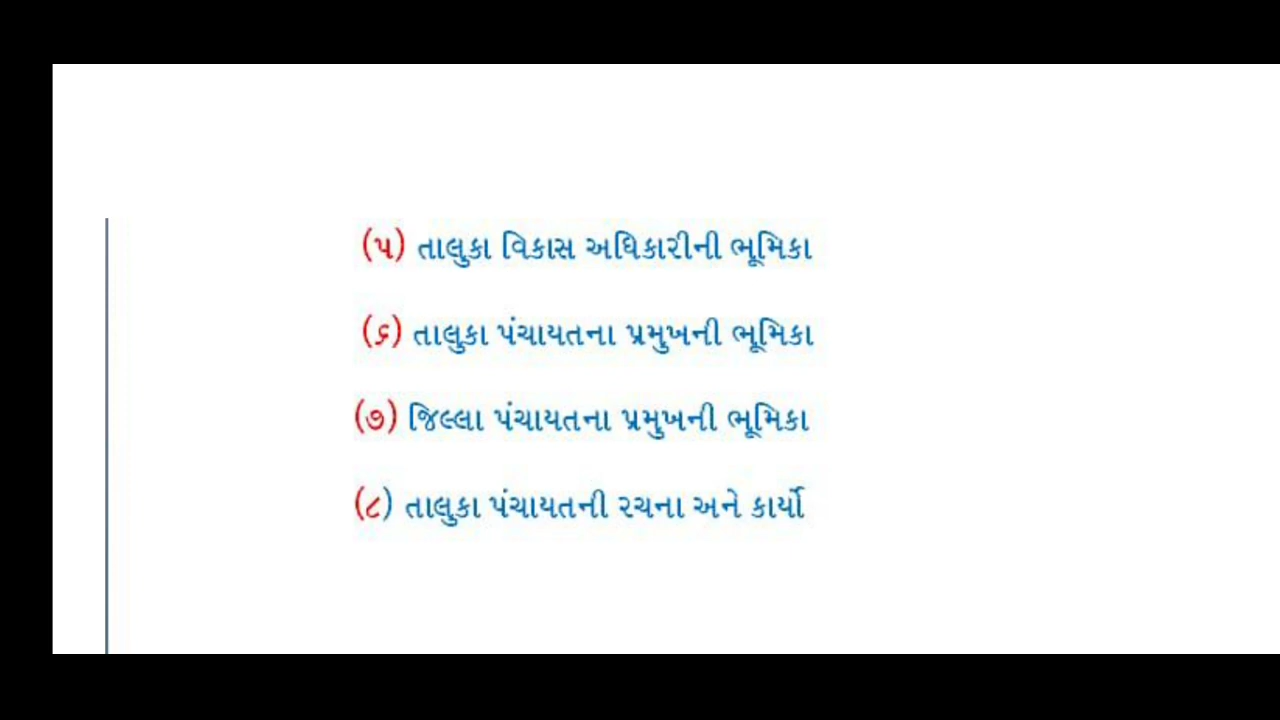 (૫) તાલુકા વિકાસ અધિકારીની ભૂમિકા
(૬) તાલુકા પંચાયતના પ્રમુખની ભૂમિકા
(૭) જિલ્લા પંચાયતના પ્રમુખની ભૂમિકા
(૮) તાલુકા પંચાયતની રચના અને કાર્યો